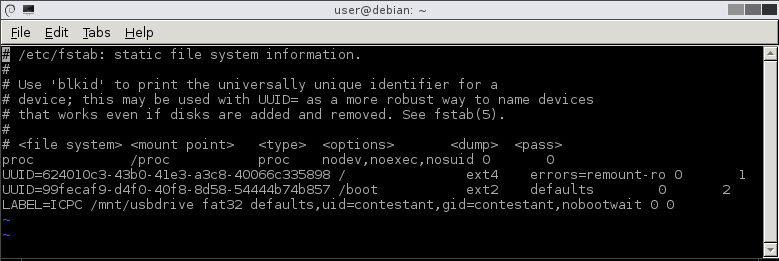 user@debian: ~
File Edit Tabs Help
# /etc/fstab: static file system information.
#
# Use 'blkid' to print the universally unique identifier for a
# device; this may be used with UUID= as a more robust way to name devices
# that works even if disks are added and removed. See fstab(5).
#
# <file system> <mount point>   <type>  <options>       <dump>  <pass>
proc            /proc           proc    nodev,noexec,nosuid 0       0
UUID=624010c3-43b0-41e3-a3c8-40066c335898 /               ext4    errors=remount-ro 0       1
UUID=99fecaf9-d4f0-40f8-8d58-54444b74b857 /boot           ext2    defaults        0       2
LABEL=ICPC /mnt/usbdrive fat32 defaults,uid=contestant,gid=contestant,nobootwait 0 0
~
~